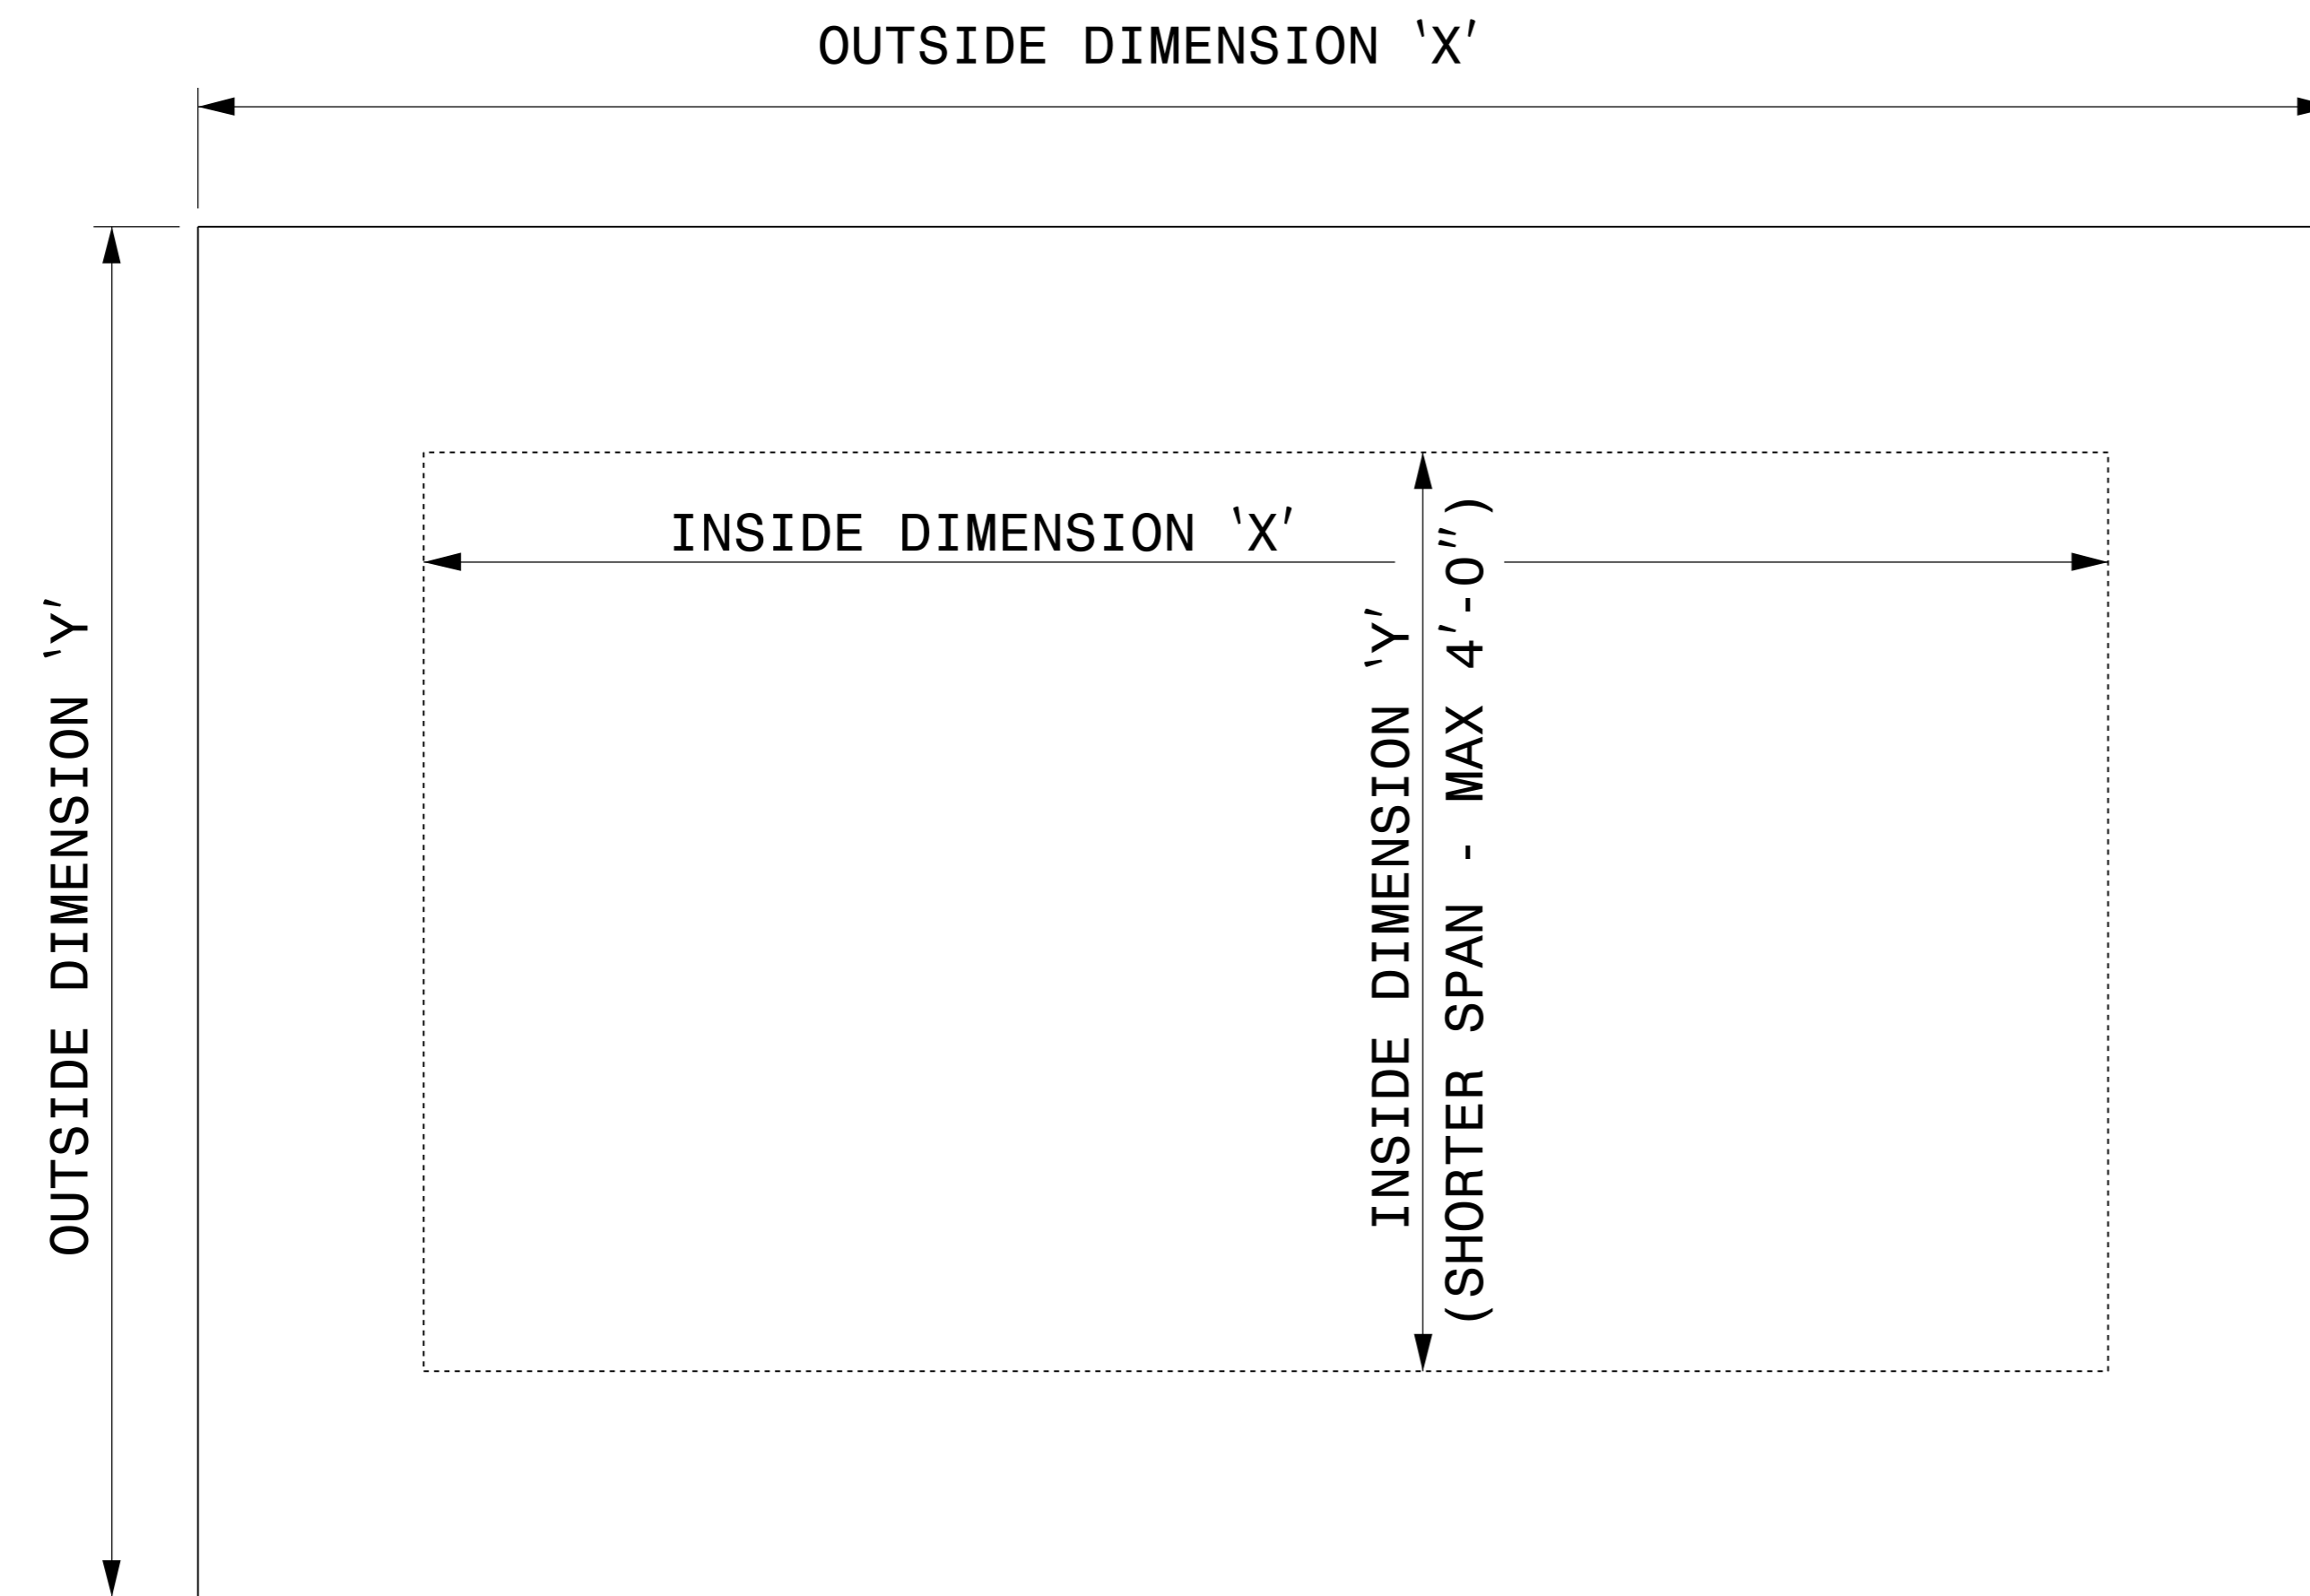 OUTSIDE DIMENSION ‘X’
INSIDE DIMENSION ‘X’
OUTSIDE DIMENSION ‘Y’
INSIDE DIMENSION ‘Y’
(SHORTER SPAN - MAX 4’-0”)